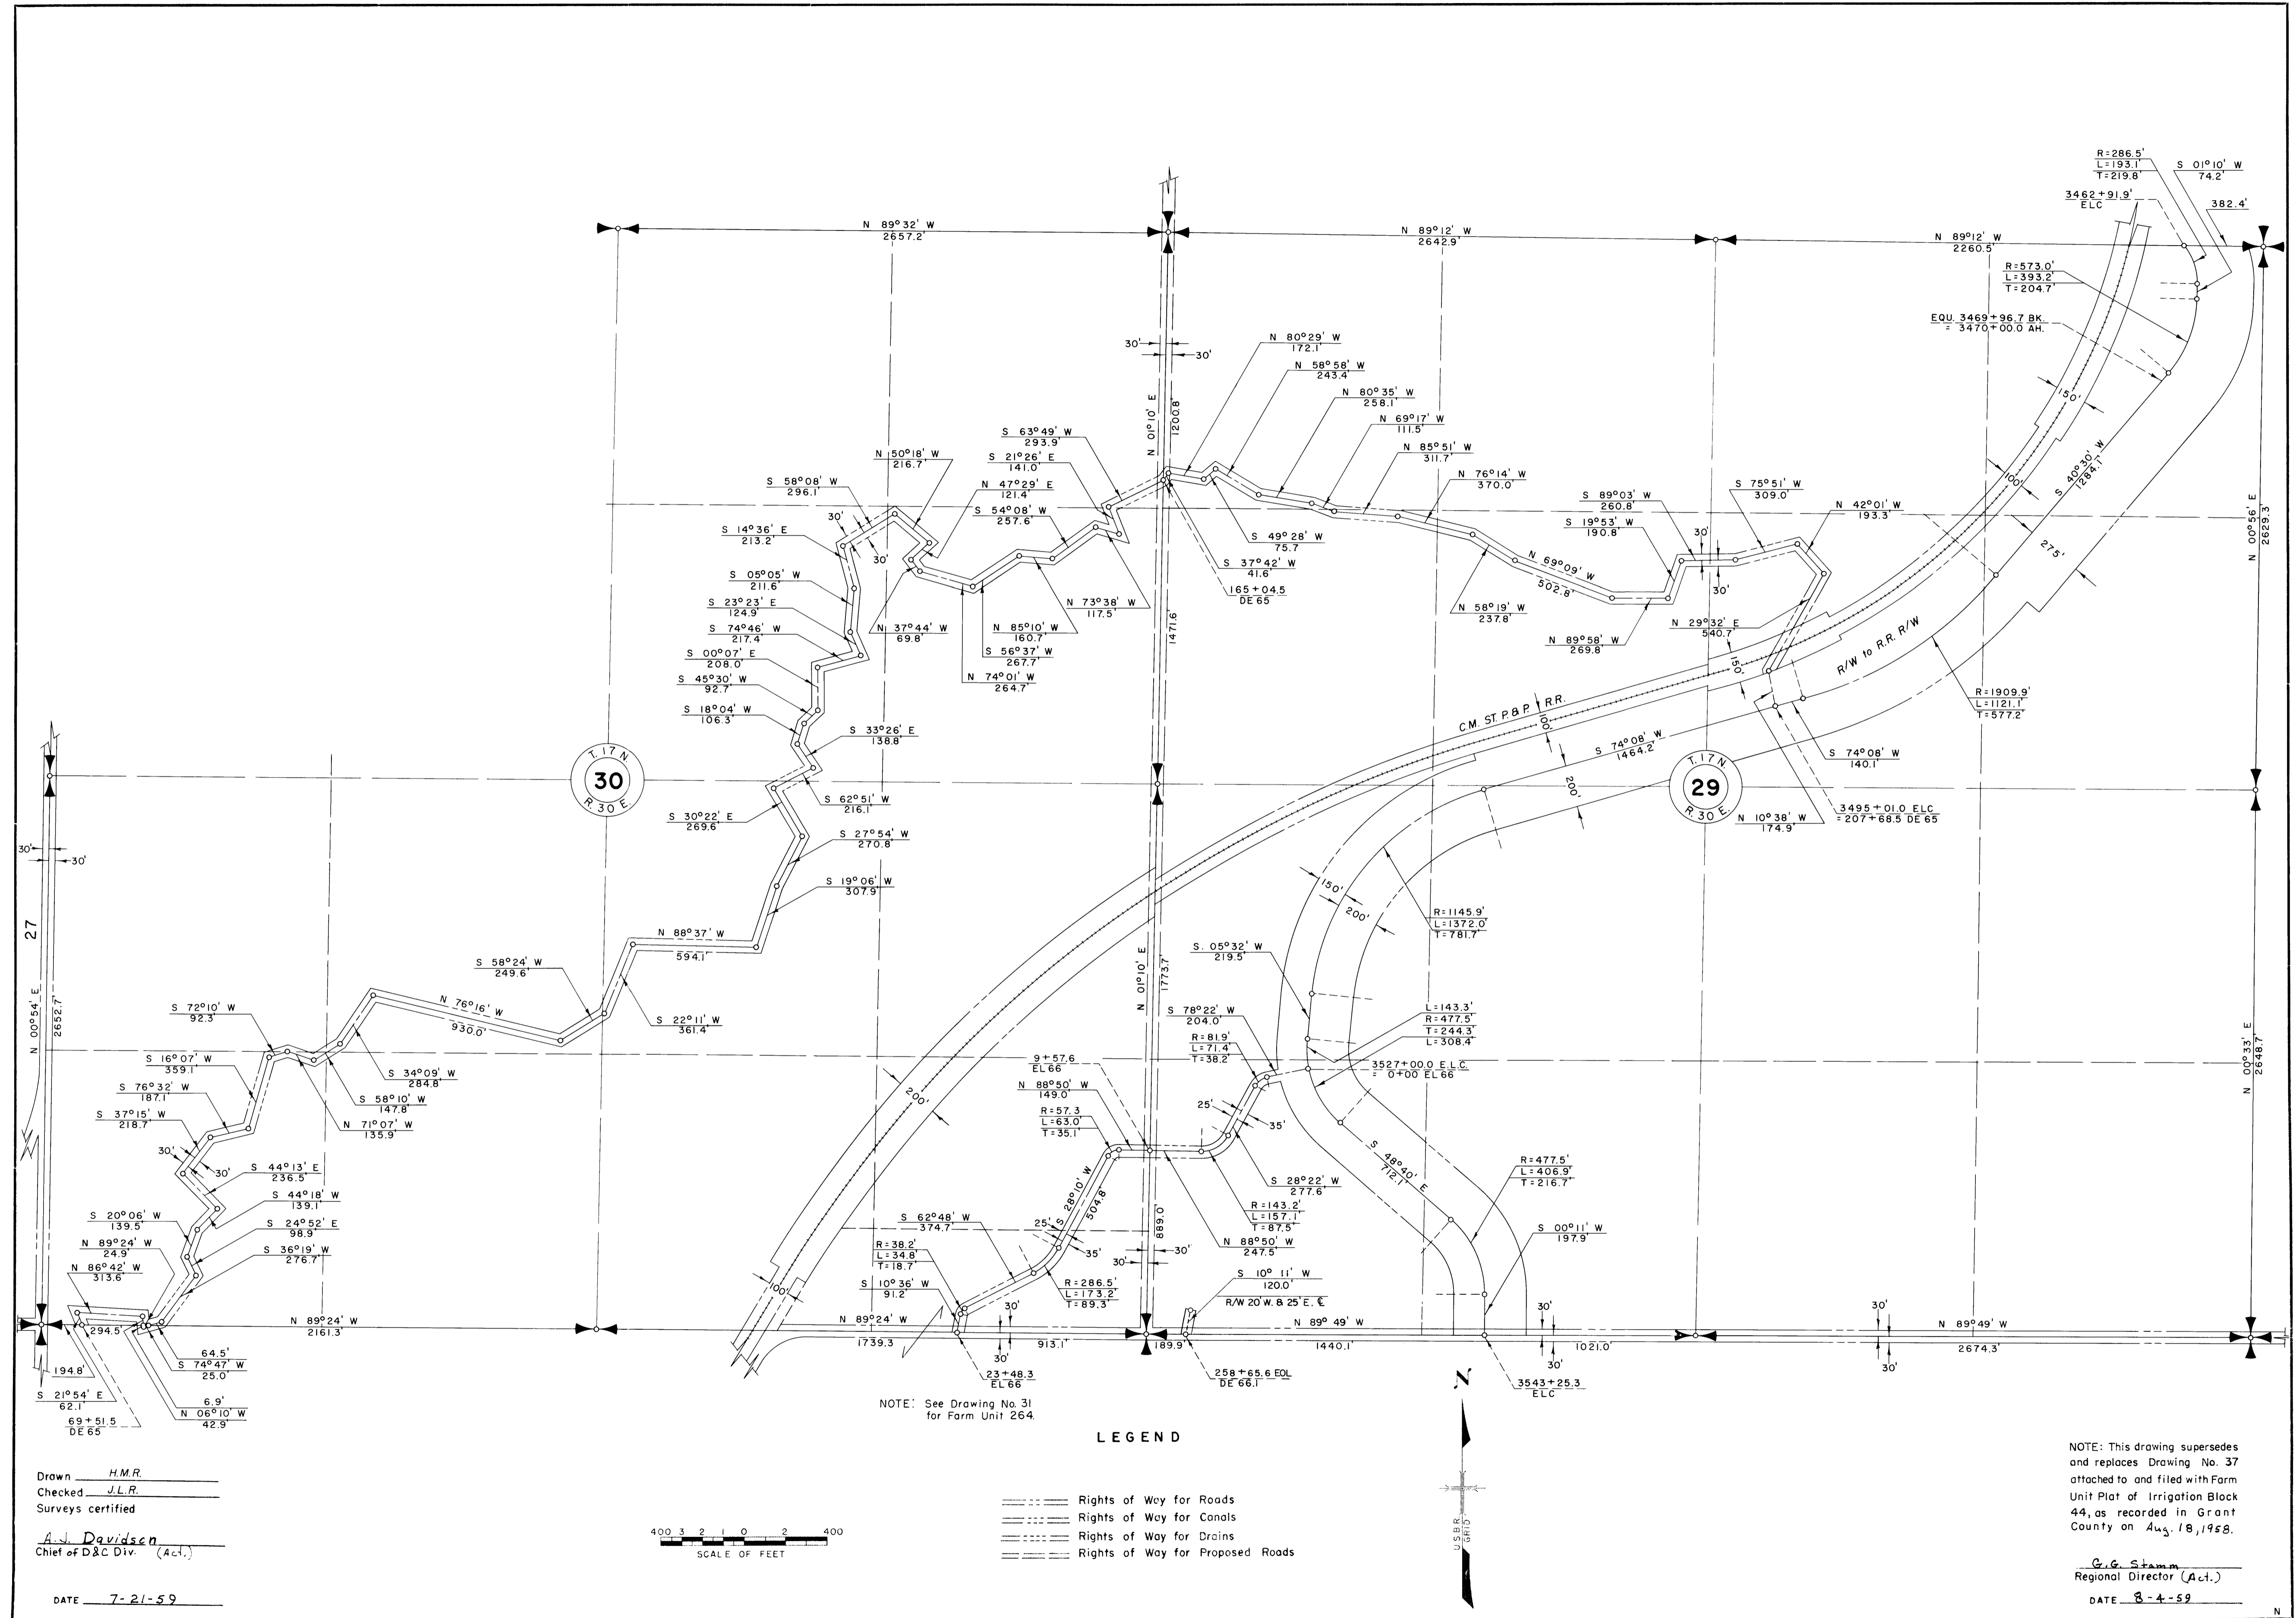 R=286.5'
L=193.1'
T=219.8'
S 01°10' W
74.2'
3462+91.9'
ELC
382.4'
N 89°32' W
2657.2'
N 89°12' W
2642.9'
N 89°12' W
2260.5'
R=573.0'
L=393.2'
T=204.7'
EQU. 3469+96.7 BK.
= 3470+00.0 AH.
30'
30'
N 80°29' W
172.1'
N 58°58' W
243.4'
N 80°35' W
258.1'
N 69°17' W
111.5'
N 85°51' W
311.7'
N 76°14' W
370.0'
N 01°10' E
1200.8'
150'
S 63°49' W
293.9'
S 21°26' E
141.0'
N 50°18' W
216.7'
N 47°29' E
121.4'
S 58°08' W
296.1'
S 54°08' W
257.6'
30'
30'
S 14°36' E
213.2'
S 89°03' W
260.8'
S 75°51' W
309.0'
N 42°01' W
193.3'
S 19°53' W
190.8'
30'
30'
100'
S 40°30' W
1284.1'
275'
N 00°56' E
2629.3'
S 49°28' W
75.7
S 37°42' W
41.6'
165+04.5
DE 65
N 69°09' W
502.8'
N 58°19' W
237.8'
N 89°58' W
269.8'
N 29°32' E
540.7'
S 05°05' W
211.6'
S 23°23' E
124.9'
S 74°46' W
217.4'
S 00°07' E
208.0'
S 45°30' W
92.7'
S 18°04' W
106.3'
N 37°44' W
69.8'
N 73°38' W
117.5'
N 85°10' W
160.7'
S 56°37' W
267.7'
N 74°01' W
264.7'
1471.6'
S 33°26' E
138.8'
R/W to R.R. R/W
150'
R=1909.9'
L=1121.1'
T=577.2'
C.M. ST. P. & P. R.R.
100'
S 74°08' W
1464.2'
200'
S 74°08' W
140.1'
T. 17 N.
30
R. 30 E.
T. 17 N.
29
R. 30 E.
S 62°51' W
216.1'
S 30°22' E
269.6'
S 27°54' W
270.8'
N 10°38' W
174.9'
3495+01.0 ELC
= 207+68.5 DE 65
30'
30'
27
S 19°06' W
307.9'
150'
200'
R=1145.9'
L=1372.0'
T=781.7'
N 88°37' W
594.1'
S 58°24' W
249.6'
S. 05°32' W
219.5'
N 01°10' E
1773.7'
N 00°54' E
2652.7'
S 72°10' W
92.3'
N 76°16' W
930.0'
S 22°11' W
361.4'
S 78°22' W
204.0'
L=143.3'
R=477.5'
T=244.3'
L=308.4'
R=81.9'
L=71.4'
T=38.2'
N 00°33' E
2648.7'
S 16°07' W
359.1'
S 76°32' W
187.1'
S 37°15' W
218.7'
S 34°09' W
284.8'
S 58°10' W
147.8'
N 71°07' W
135.9'
9+57.6
EL 66
3527+00.0 E.L.C.
= 0+00 EL 66
N 88°50' W
149.0'
R=57.3
L=63.0'
T=35.1'
200'
25'
35'
30'
30'
S 44°13' E
236.5'
S 44°18' W
139.1'
S 20°06' W
139.5'
S 24°52' E
98.9'
N 89°24' W
24.9'
S 36°19' W
276.7'
N 86°42' W
313.6'
S 28°10' W
504.8'
S 28°22' W
277.6'
S 48°40' E
712.1'
R=477.5'
L=406.9'
T=216.7'
S 62°48' W
374.7'
25'
35'
R=143.2'
L=157.1'
T=87.5'
889.0'
N 88°50' W
247.5'
S 00°11' W
197.9'
R=38.2'
L=34.8'
T=18.7'
30'
30'
S 10°36' W
91.2'
R=286.5'
L=173.2'
T=89.3'
S 10° 11' W
120.0'
R/W 20' W. & 25' E. ℄
100'
N 89°24' W
2161.3'
N 89°24' W
1739.3
913.1'
30'
30'
N 89°49' W
189.9'
1440.1'
30'
30'
1021.0'
30'
30'
N 89°49' W
2674.3'
294.5'
194.8'
64.5'
S 74°47' W
25.0'
S 21°54' E
62.1'
6.9'
N 06°10' W
42.9'
69+51.5
DE 65
23+48.3
EL 66
258+65.6 EOL
DE 66.1
3543+25.3
ELC
NOTE: See Drawing No. 31
for Farm Unit 264.
LEGEND
Rights of Way for Roads
Rights of Way for Canals
Rights of Way for Drains
Rights of Way for Proposed Roads
400 3 2 1 0 2 400
SCALE OF FEET
N
USBR
GRID
Drawn H.M.R.
Checked J.L.R.
Surveys certified
A.J. Davidson
Chief of D&C Div. (Act.)
DATE 7-21-59
NOTE: This drawing supersedes
and replaces Drawing No. 37
attached to and filed with Farm
Unit Plat of Irrigation Block
44, as recorded in Grant
County on Aug. 18, 1958.
G.G. Stamm
Regional Director (Act.)
DATE 8-4-59
N